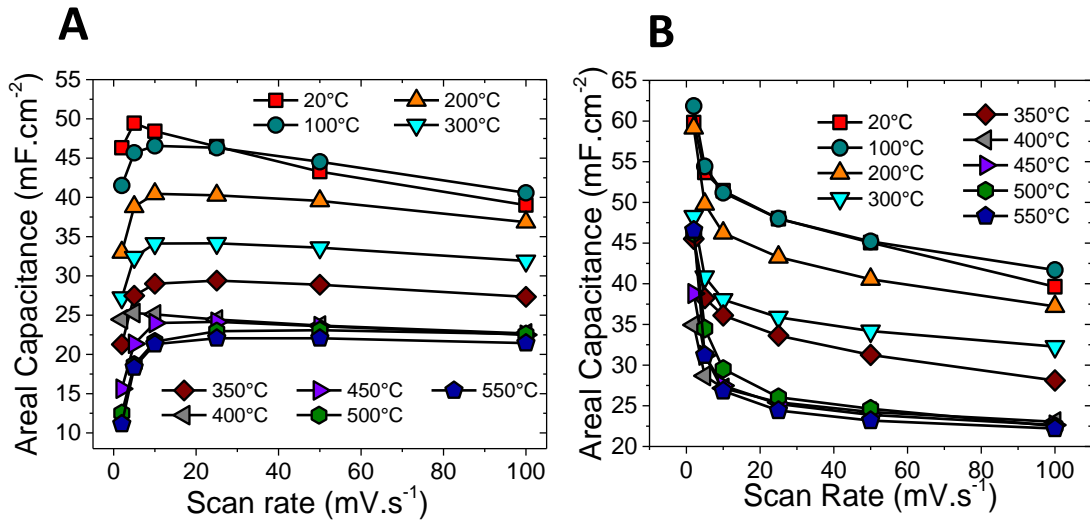 A
Areal Capacitance (mF.cm⁻²)
55
50
45
40
35
30
25
20
15
10
20°C
200°C
100°C
300°C
350°C
450°C
550°C
400°C
500°C
0
20
40
60
80
100
Scan rate (mV.s⁻¹)
B
Areal Capacitance (mF.cm⁻²)
65
60
55
50
45
40
35
30
25
20
20°C
100°C
200°C
300°C
350°C
400°C
450°C
500°C
550°C
0
20
40
60
80
100
Scan Rate (mV.s⁻¹)